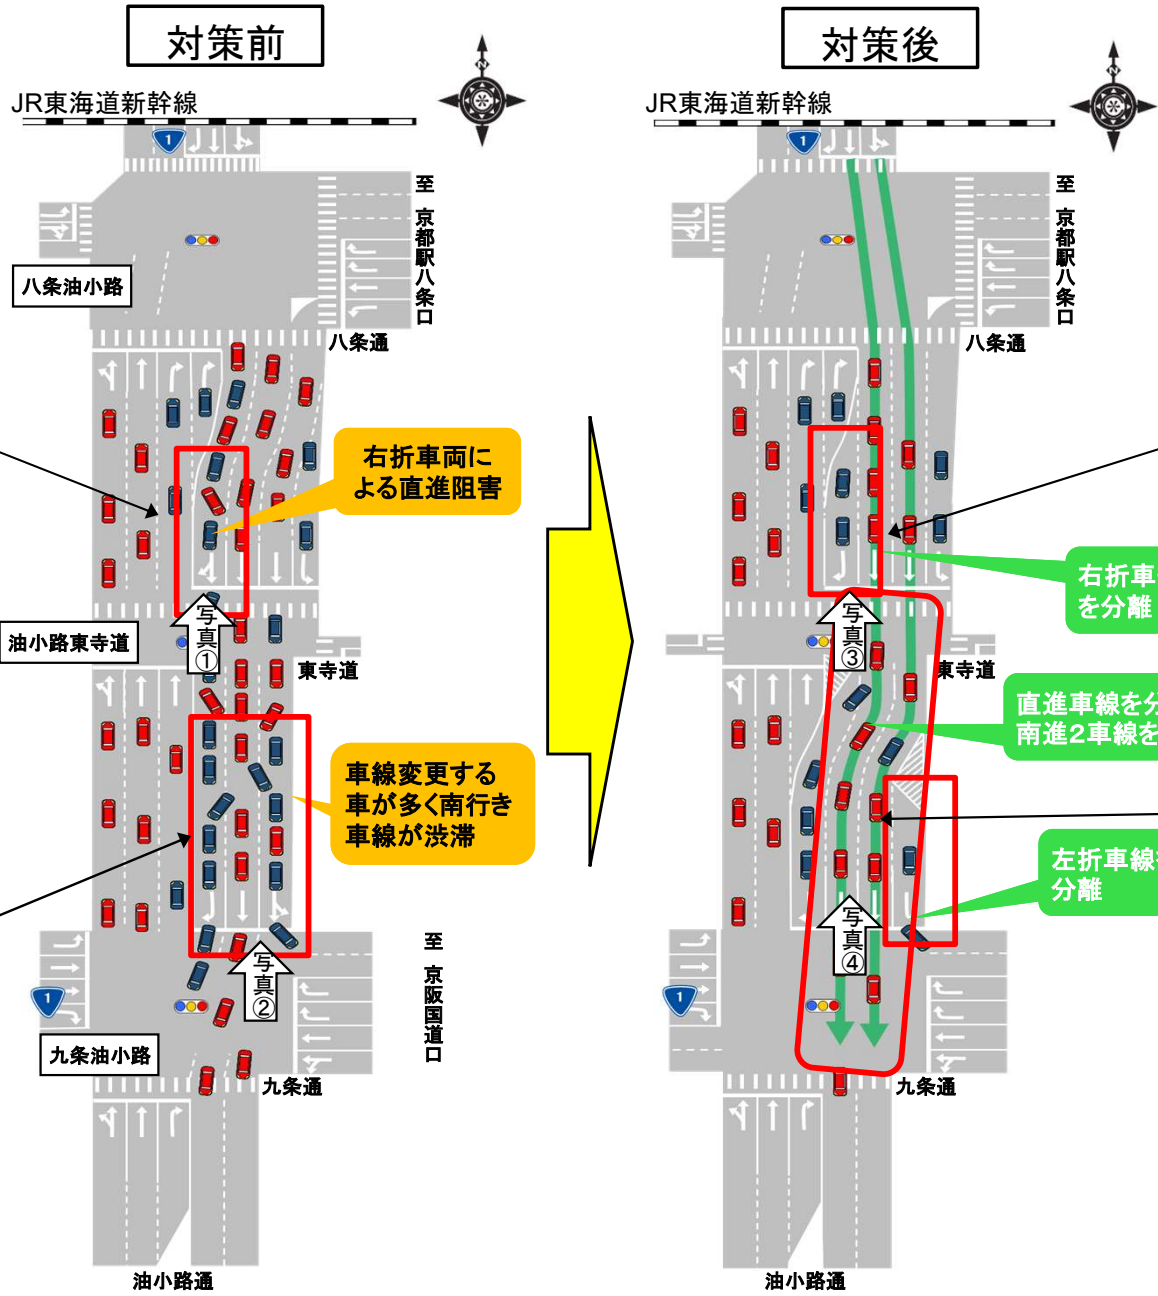 対策前
JR東海道新幹線
1
N
至 京都駅八条口
八条油小路
八条通
右折車両に
よる直進阻害
油小路東寺道
写真①
東寺道
車線変更する
車が多く南行き
車線が渋滞
写真②
至 京阪国道口
1
九条油小路
九条通
油小路通
対策後
JR東海道新幹線
1
N
至 京都駅八条口
八条通
右折車
を分離
写真③
東寺道
直進車線を分
南進2車線を
左折車線
分離
写真④
1
九条通
油小路通